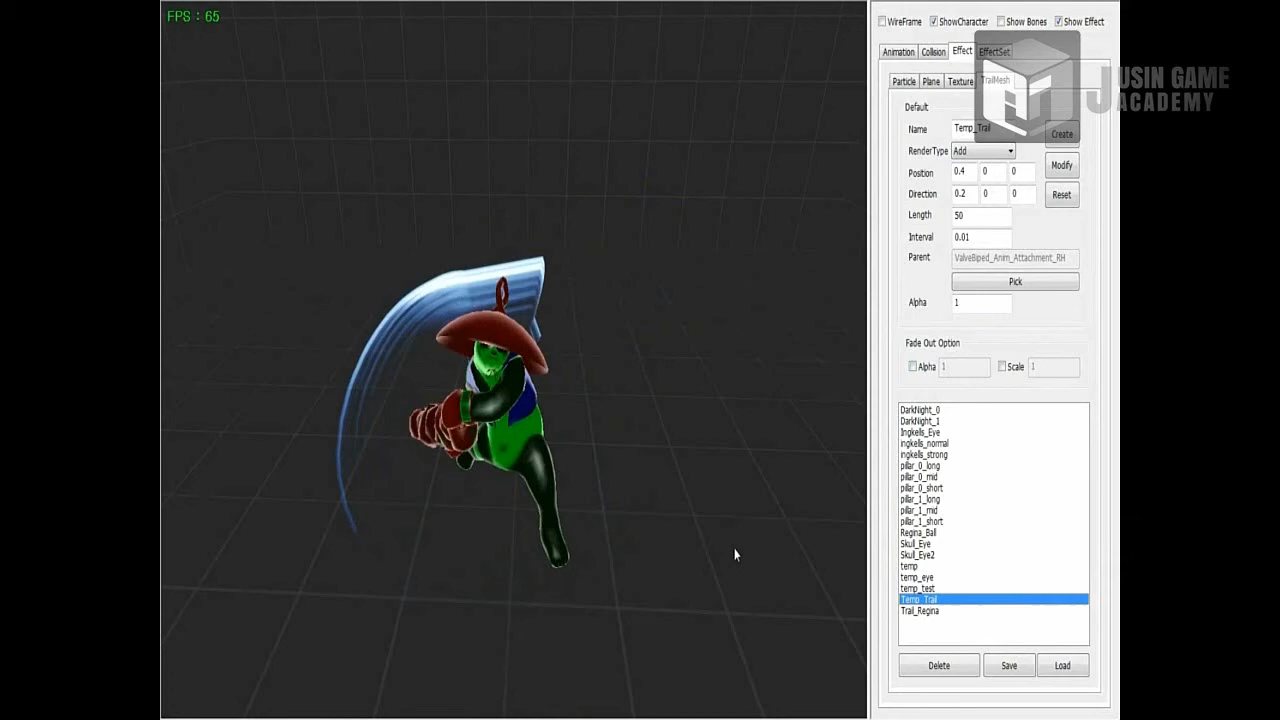 FPS : 65
WireFrame ShowCharacter Show Bones Show Effect
Animation Collision Effect EffectSet
Particle Plane Texture TrailMesh
JUSIN GAME
ACADEMY
Default
Name Temp_Trail Create
RenderType Add
Position 0.4 0 0 Modify
Direction 0.2 0 0 Reset
Length 50
Interval 0.01
Parent ValveBiped_Anim_Attachment_RH
Pick
Alpha 1
Fade Out Option
Alpha 1 Scale 1
DarkNight_0
DarkNight_1
Ingkells_Eye
ingkells_normal
ingkells_strong
pillar_0_long
pillar_0_mid
pillar_0_short
pillar_1_long
pillar_1_mid
pillar_1_short
Regina_Ball
Skull_Eye
Skull_Eye2
temp
temp_eye
temp_test
Temp_Trail
Trail_Regina
Delete Save Load